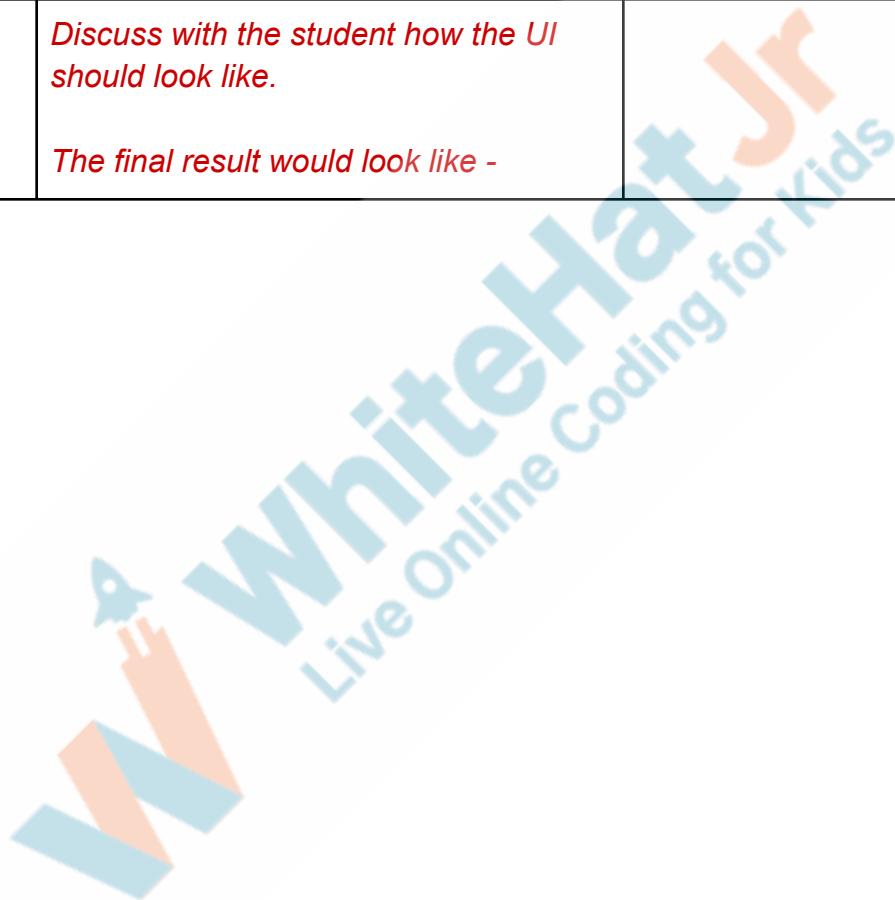 Discuss with the student how the UI
should look like.
The final result would look like -
WhiteHat Jr
Live Online Coding for Kids